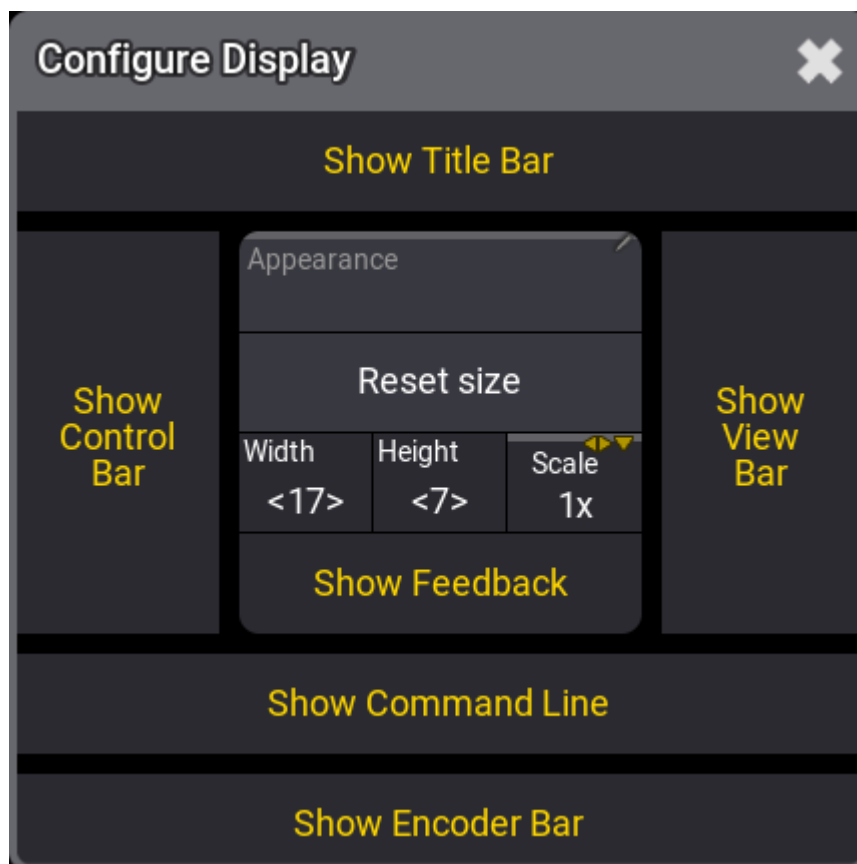 Configure Display
Show Title Bar
Appearance
Reset size
Show
Control
Bar
Width
<17>
Height
<7>
Scale
1x
Show
View
Bar
Show Feedback
Show Command Line
Show Encoder Bar